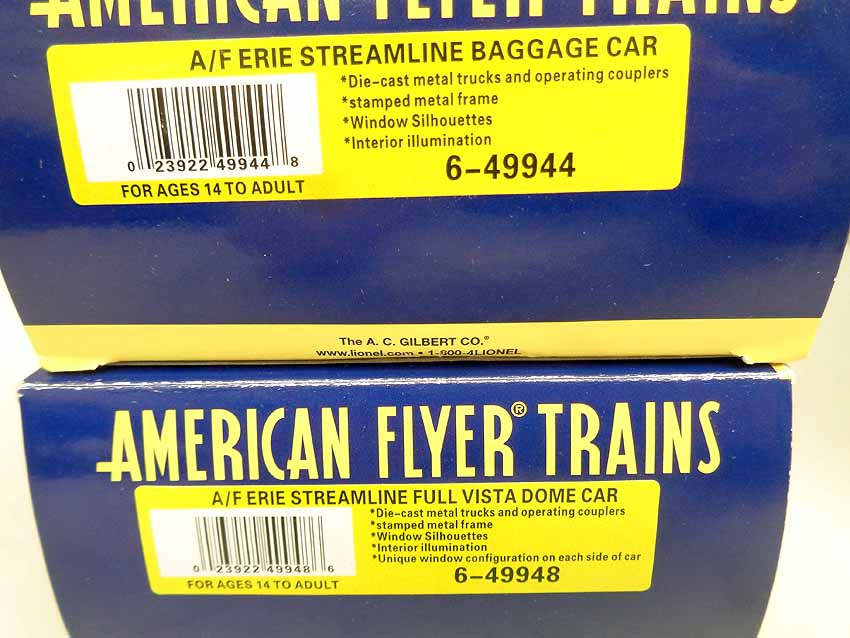 AMERICAN FLYER TRAINS
A/F ERIE STREAMLINE BAGGAGE CAR
*Die-cast metal trucks and operating couplers
*stamped metal frame
*Window Silhouettes
*Interior illumination
6-49944
0 23922 49944 8
FOR AGES 14 TO ADULT
The A. C. GILBERT CO.®
www.lionel.com • 1-800-4LIONEL
AMERICAN FLYER® TRAINS
A/F ERIE STREAMLINE FULL VISTA DOME CAR
*Die-cast metal trucks and operating couplers
*stamped metal frame
*Window Silhouettes
*Interior illumination
*Unique window configuration on each side of car
6-49948
0 23922 49948 6
FOR AGES 14 TO ADULT